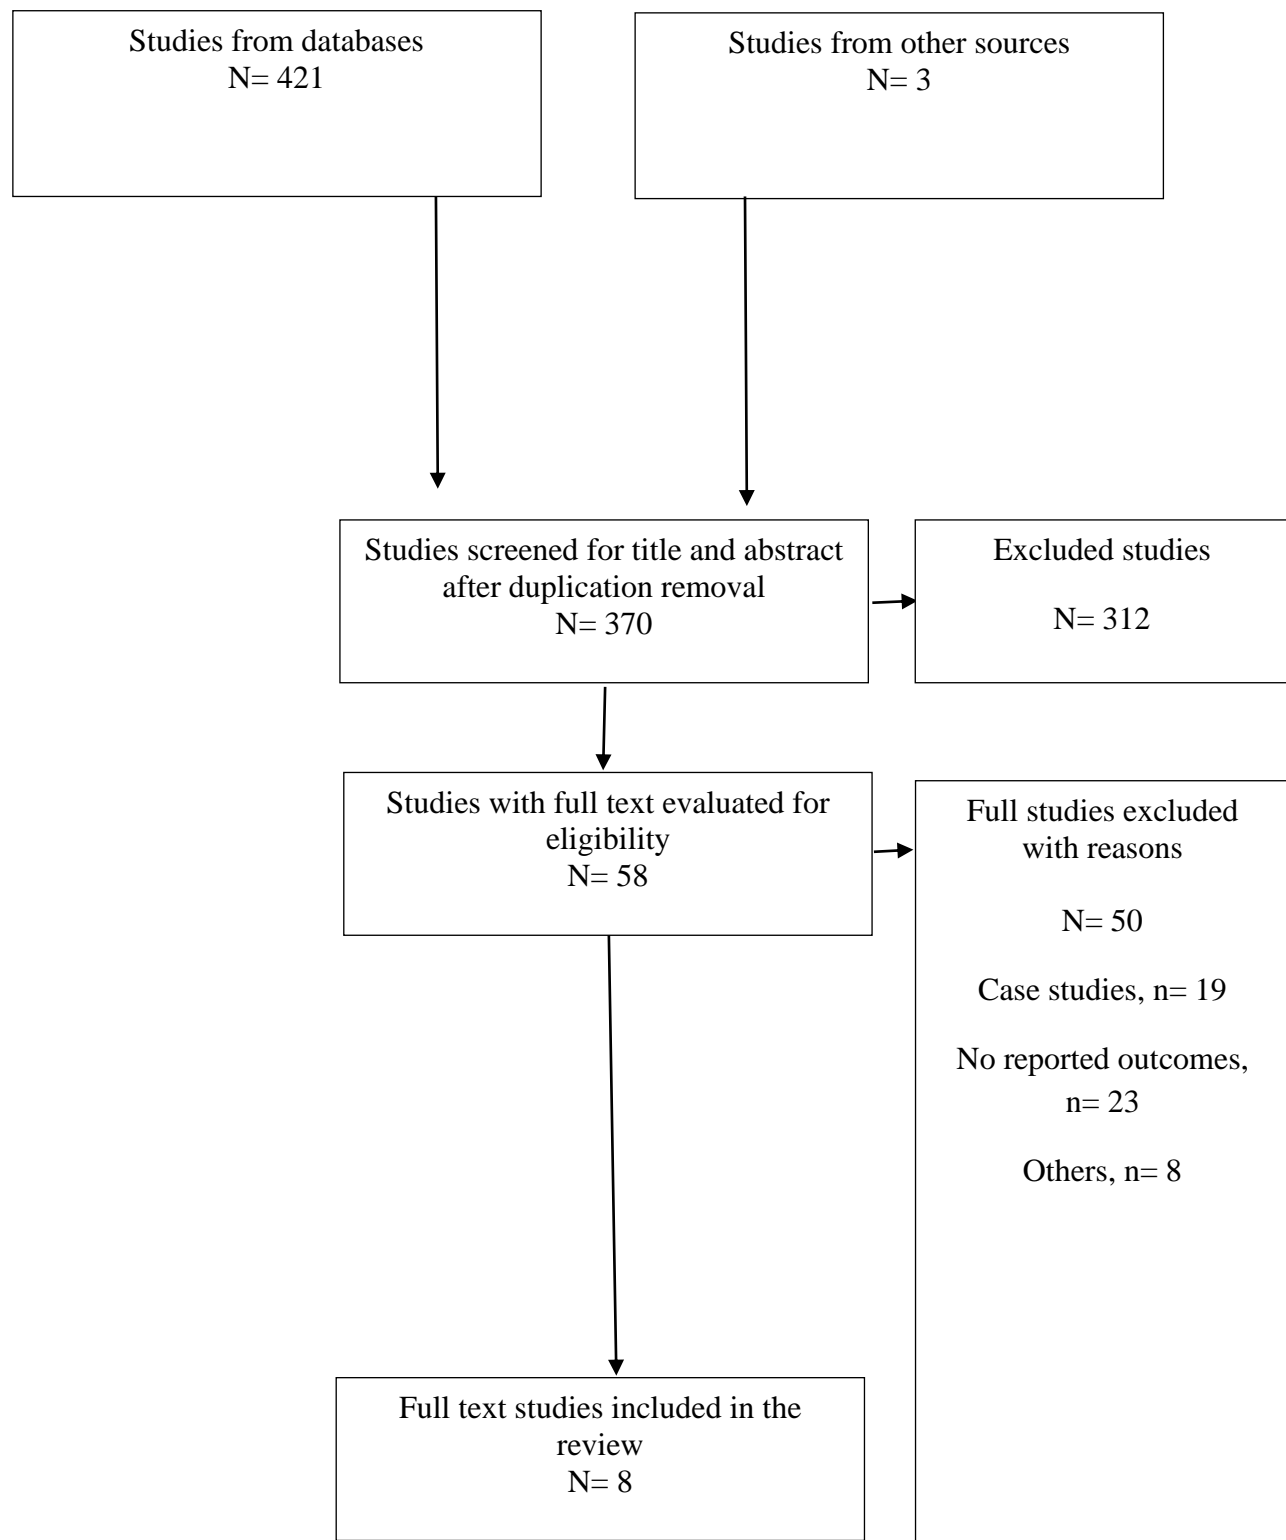 Studies from databases
N= 421
Studies from other sources
N= 3
Studies screened for title and abstract
after duplication removal
N= 370
Excluded studies
N= 312
Studies with full text evaluated for
eligibility
N= 58
Full studies excluded
with reasons
N= 50
Case studies, n= 19
No reported outcomes,
n= 23
Others, n= 8
Full text studies included in the
review
N= 8